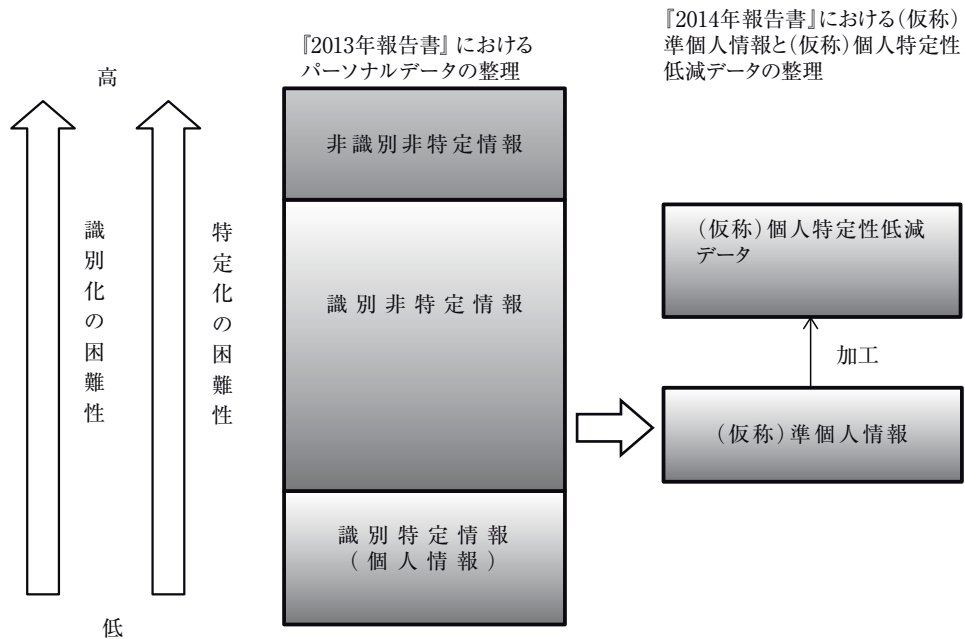 『2013年報告書』における
パーソナルデータの整理
『2014年報告書』における（仮称）
準個人情報と（仮称）個人特定性
低減データの整理
高
識別化の困難性
特定化の困難性
低
非識別非特定情報
識別非特定情報
識別特定情報
（個人情報）
（仮称）個人特定性低減
データ
加工
（仮称）準個人情報